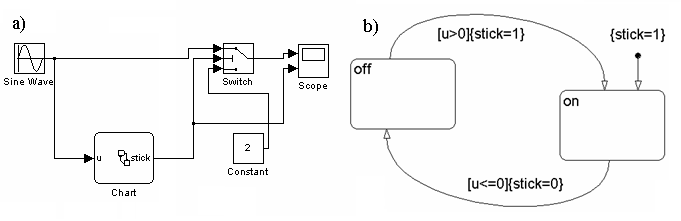 a)
Sine Wave
Switch
Scope
u
stick
Chart
2
Constant
b)
[u>0]{stick=1}
{stick=1}
off
on
[u<=0]{stick=0}